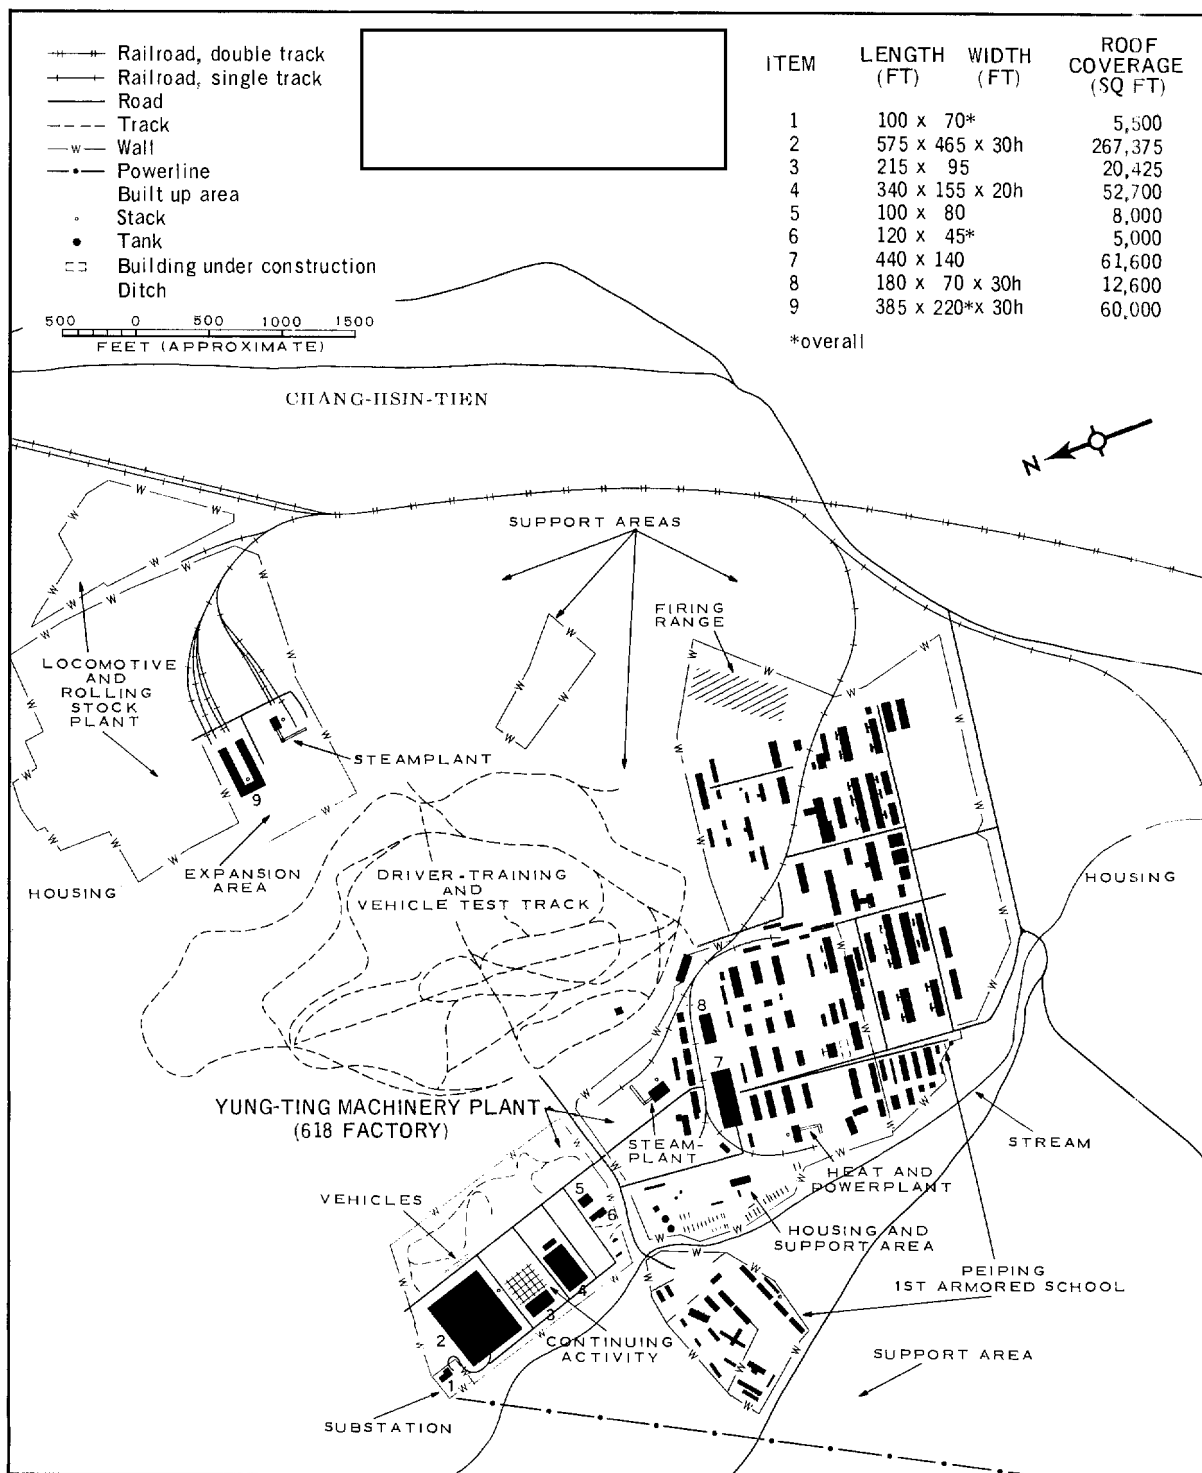 Railroad, double track
Railroad, single track
Road
Track
Wall
Powerline
Built up area
Stack
Tank
Building under construction
Ditch
500 0 500 1000 1500
FEET (APPROXIMATE)
ITEM LENGTH (FT) WIDTH (FT) ROOF COVERAGE (SQ FT)
1 100 x 70* 5,500
2 575 x 465 x 30h 267,375
3 215 x 95 20,425
4 340 x 155 x 20h 52,700
5 100 x 80 8,000
6 120 x 45* 5,000
7 440 x 140 61,600
8 180 x 70 x 30h 12,600
9 385 x 220*x 30h 60,000
*overall
CHANG-HSIN-TIEN
N
SUPPORT AREAS
FIRING
RANGE
LOCOMOTIVE
AND
ROLLING
STOCK
PLANT
STEAMPLANT
9
EXPANSION
AREA
HOUSING
DRIVER-TRAINING
AND
VEHICLE TEST TRACK
HOUSING
8
7
YUNG-TING MACHINERY PLANT
(618 FACTORY)
STEAM-
PLANT
HEAT AND
POWERPLANT
STREAM
VEHICLES
5
6
HOUSING AND
SUPPORT AREA
PEIPING
1ST ARMORED SCHOOL
4
3
2
1
CONTINUING
ACTIVITY
SUPPORT AREA
SUBSTATION